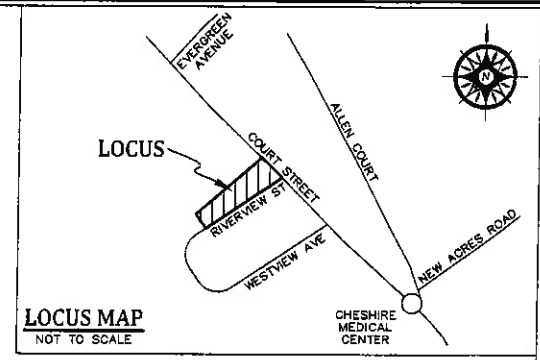 EVERGREEN
AVENUE
N
ALLEN COURT
COURT STREET
LOCUS
RIVERVIEW ST.
WESTVIEW AVE
NEW ACRES ROAD
LOCUS MAP
NOT TO SCALE
CHESHIRE
MEDICAL
CENTER